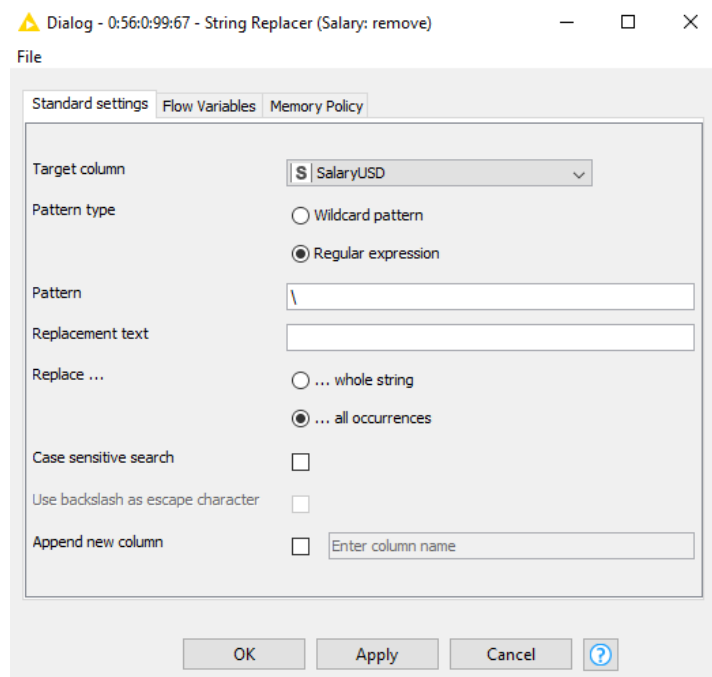 Dialog - 0:56:0:99:67 - String Replacer (Salary: remove)
File
Standard settings Flow Variables Memory Policy
Target column S SalaryUSD
Pattern type Wildcard pattern
Regular expression
Pattern \
Replacement text
Replace ... ... whole string
... all occurrences
Case sensitive search
Use backslash as escape character
Append new column Enter column name
OK Apply Cancel ?